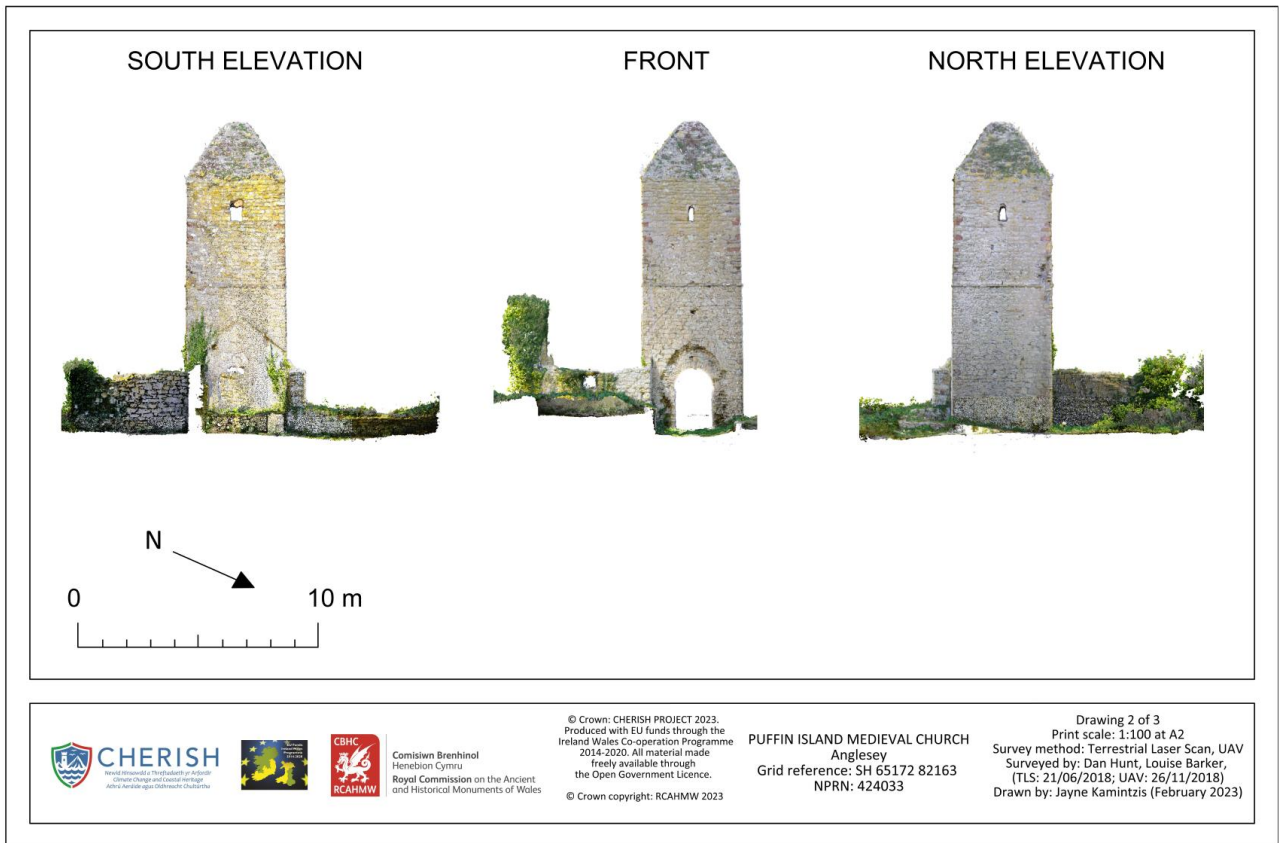 SOUTH ELEVATION
FRONT
NORTH ELEVATION
N
0
10 m
CHERISH
Newid Hinsawdd a Threftadaeth yr Arfordir
Climate Change and Coastal Heritage
Athrú Aeráide agus Oidhreacht Chultúrtha
CBHC
RCAHMW
Comisiwn Brenhinol
Henebion Cymru
Royal Commission on the Ancient
and Historical Monuments of Wales
© Crown: CHERISH PROJECT 2023.
Produced with EU funds through the
Ireland Wales Co-operation Programme
2014-2020. All material made
freely available through
the Open Government Licence.
© Crown copyright: RCAHMW 2023
PUFFIN ISLAND MEDIEVAL CHURCH
Anglesey
Grid reference: SH 65172 82163
NPRN: 424033
Drawing 2 of 3
Print scale: 1:100 at A2
Survey method: Terrestrial Laser Scan, UAV
Surveyed by: Dan Hunt, Louise Barker,
(TLS: 21/06/2018; UAV: 26/11/2018)
Drawn by: Jayne Kamintzis (February 2023)